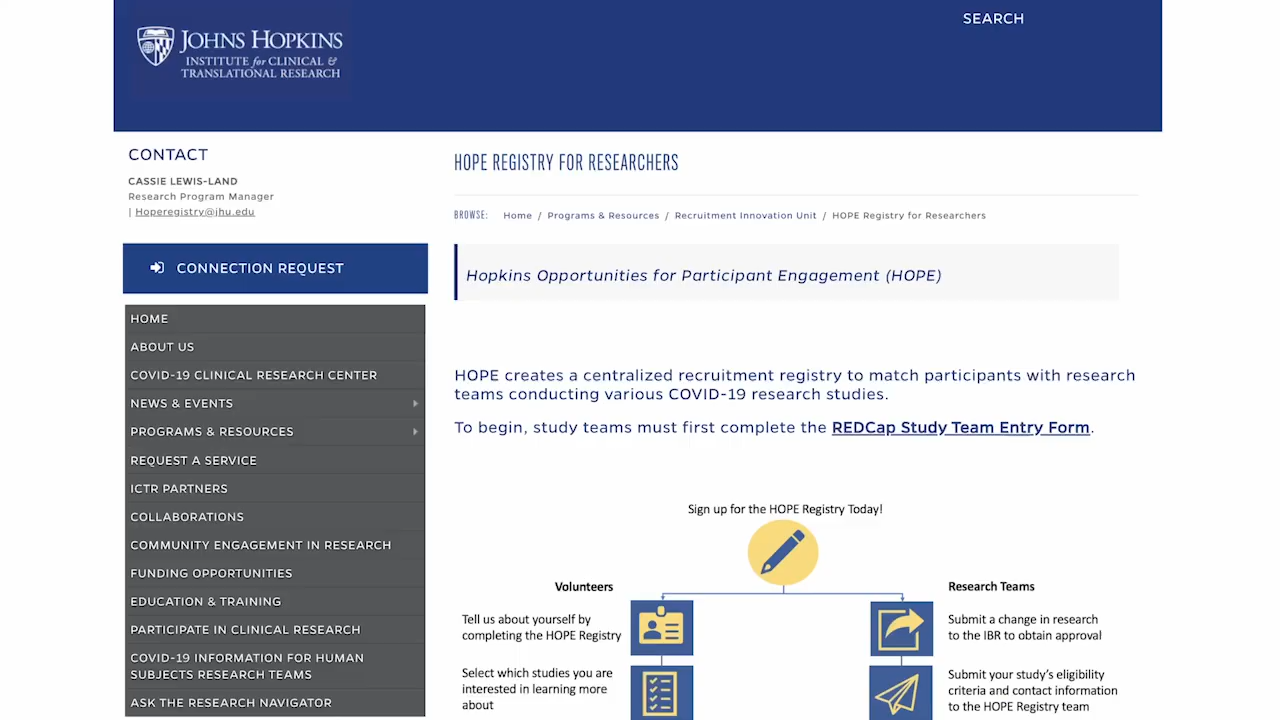 SEARCH
JOHNS HOPKINS
INSTITUTE for CLINICAL &
TRANSLATIONAL RESEARCH
CONTACT
CASSIE LEWIS-LAND
Research Program Manager
| Hoperegistry@jhu.edu
CONNECTION REQUEST
HOME
ABOUT US
COVID-19 CLINICAL RESEARCH CENTER
NEWS & EVENTS
PROGRAMS & RESOURCES
REQUEST A SERVICE
ICTR PARTNERS
COLLABORATIONS
COMMUNITY ENGAGEMENT IN RESEARCH
FUNDING OPPORTUNITIES
EDUCATION & TRAINING
PARTICIPATE IN CLINICAL RESEARCH
COVID-19 INFORMATION FOR HUMAN
SUBJECTS RESEARCH TEAMS
ASK THE RESEARCH NAVIGATOR
HOPE REGISTRY FOR RESEARCHERS
BROWSE: Home / Programs & Resources / Recruitment Innovation Unit / HOPE Registry for Researchers
Hopkins Opportunities for Participant Engagement (HOPE)
HOPE creates a centralized recruitment registry to match participants with research
teams conducting various COVID-19 research studies.
To begin, study teams must first complete the REDCap Study Team Entry Form.
Sign up for the HOPE Registry Today!
Volunteers
Tell us about yourself by
completing the HOPE Registry
Select which studies you are
interested in learning more
about
Research Teams
Submit a change in research
to the IBR to obtain approval
Submit your study's eligibility
criteria and contact information
to the HOPE Registry team